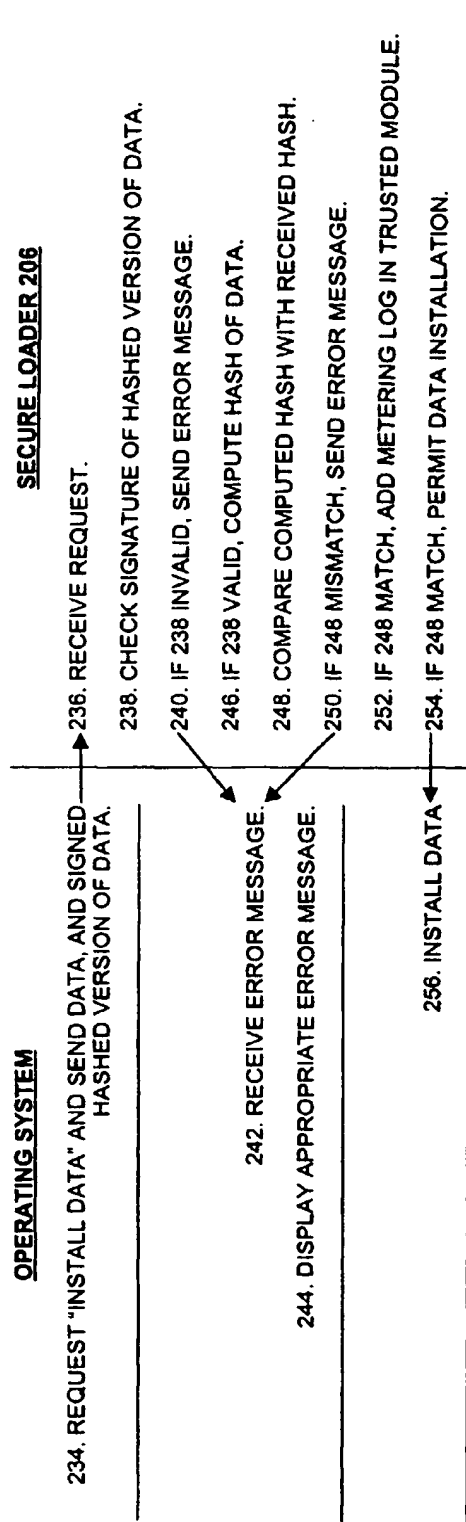 OPERATING SYSTEM
SECURE LOADER 206
234. REQUEST "INSTALL DATA" AND SEND DATA, AND SIGNED
HASHED VERSION OF DATA.
236. RECEIVE REQUEST.
238. CHECK SIGNATURE OF HASHED VERSION OF DATA.
240. IF 238 INVALID, SEND ERROR MESSAGE.
242. RECEIVE ERROR MESSAGE.
244. DISPLAY APPROPRIATE ERROR MESSAGE.
246. IF 238 VALID, COMPUTE HASH OF DATA.
248. COMPARE COMPUTED HASH WITH RECEIVED HASH.
250. IF 248 MISMATCH, SEND ERROR MESSAGE.
252. IF 248 MATCH, ADD METERING LOG IN TRUSTED MODULE.
254. IF 248 MATCH, PERMIT DATA INSTALLATION.
256. INSTALL DATA